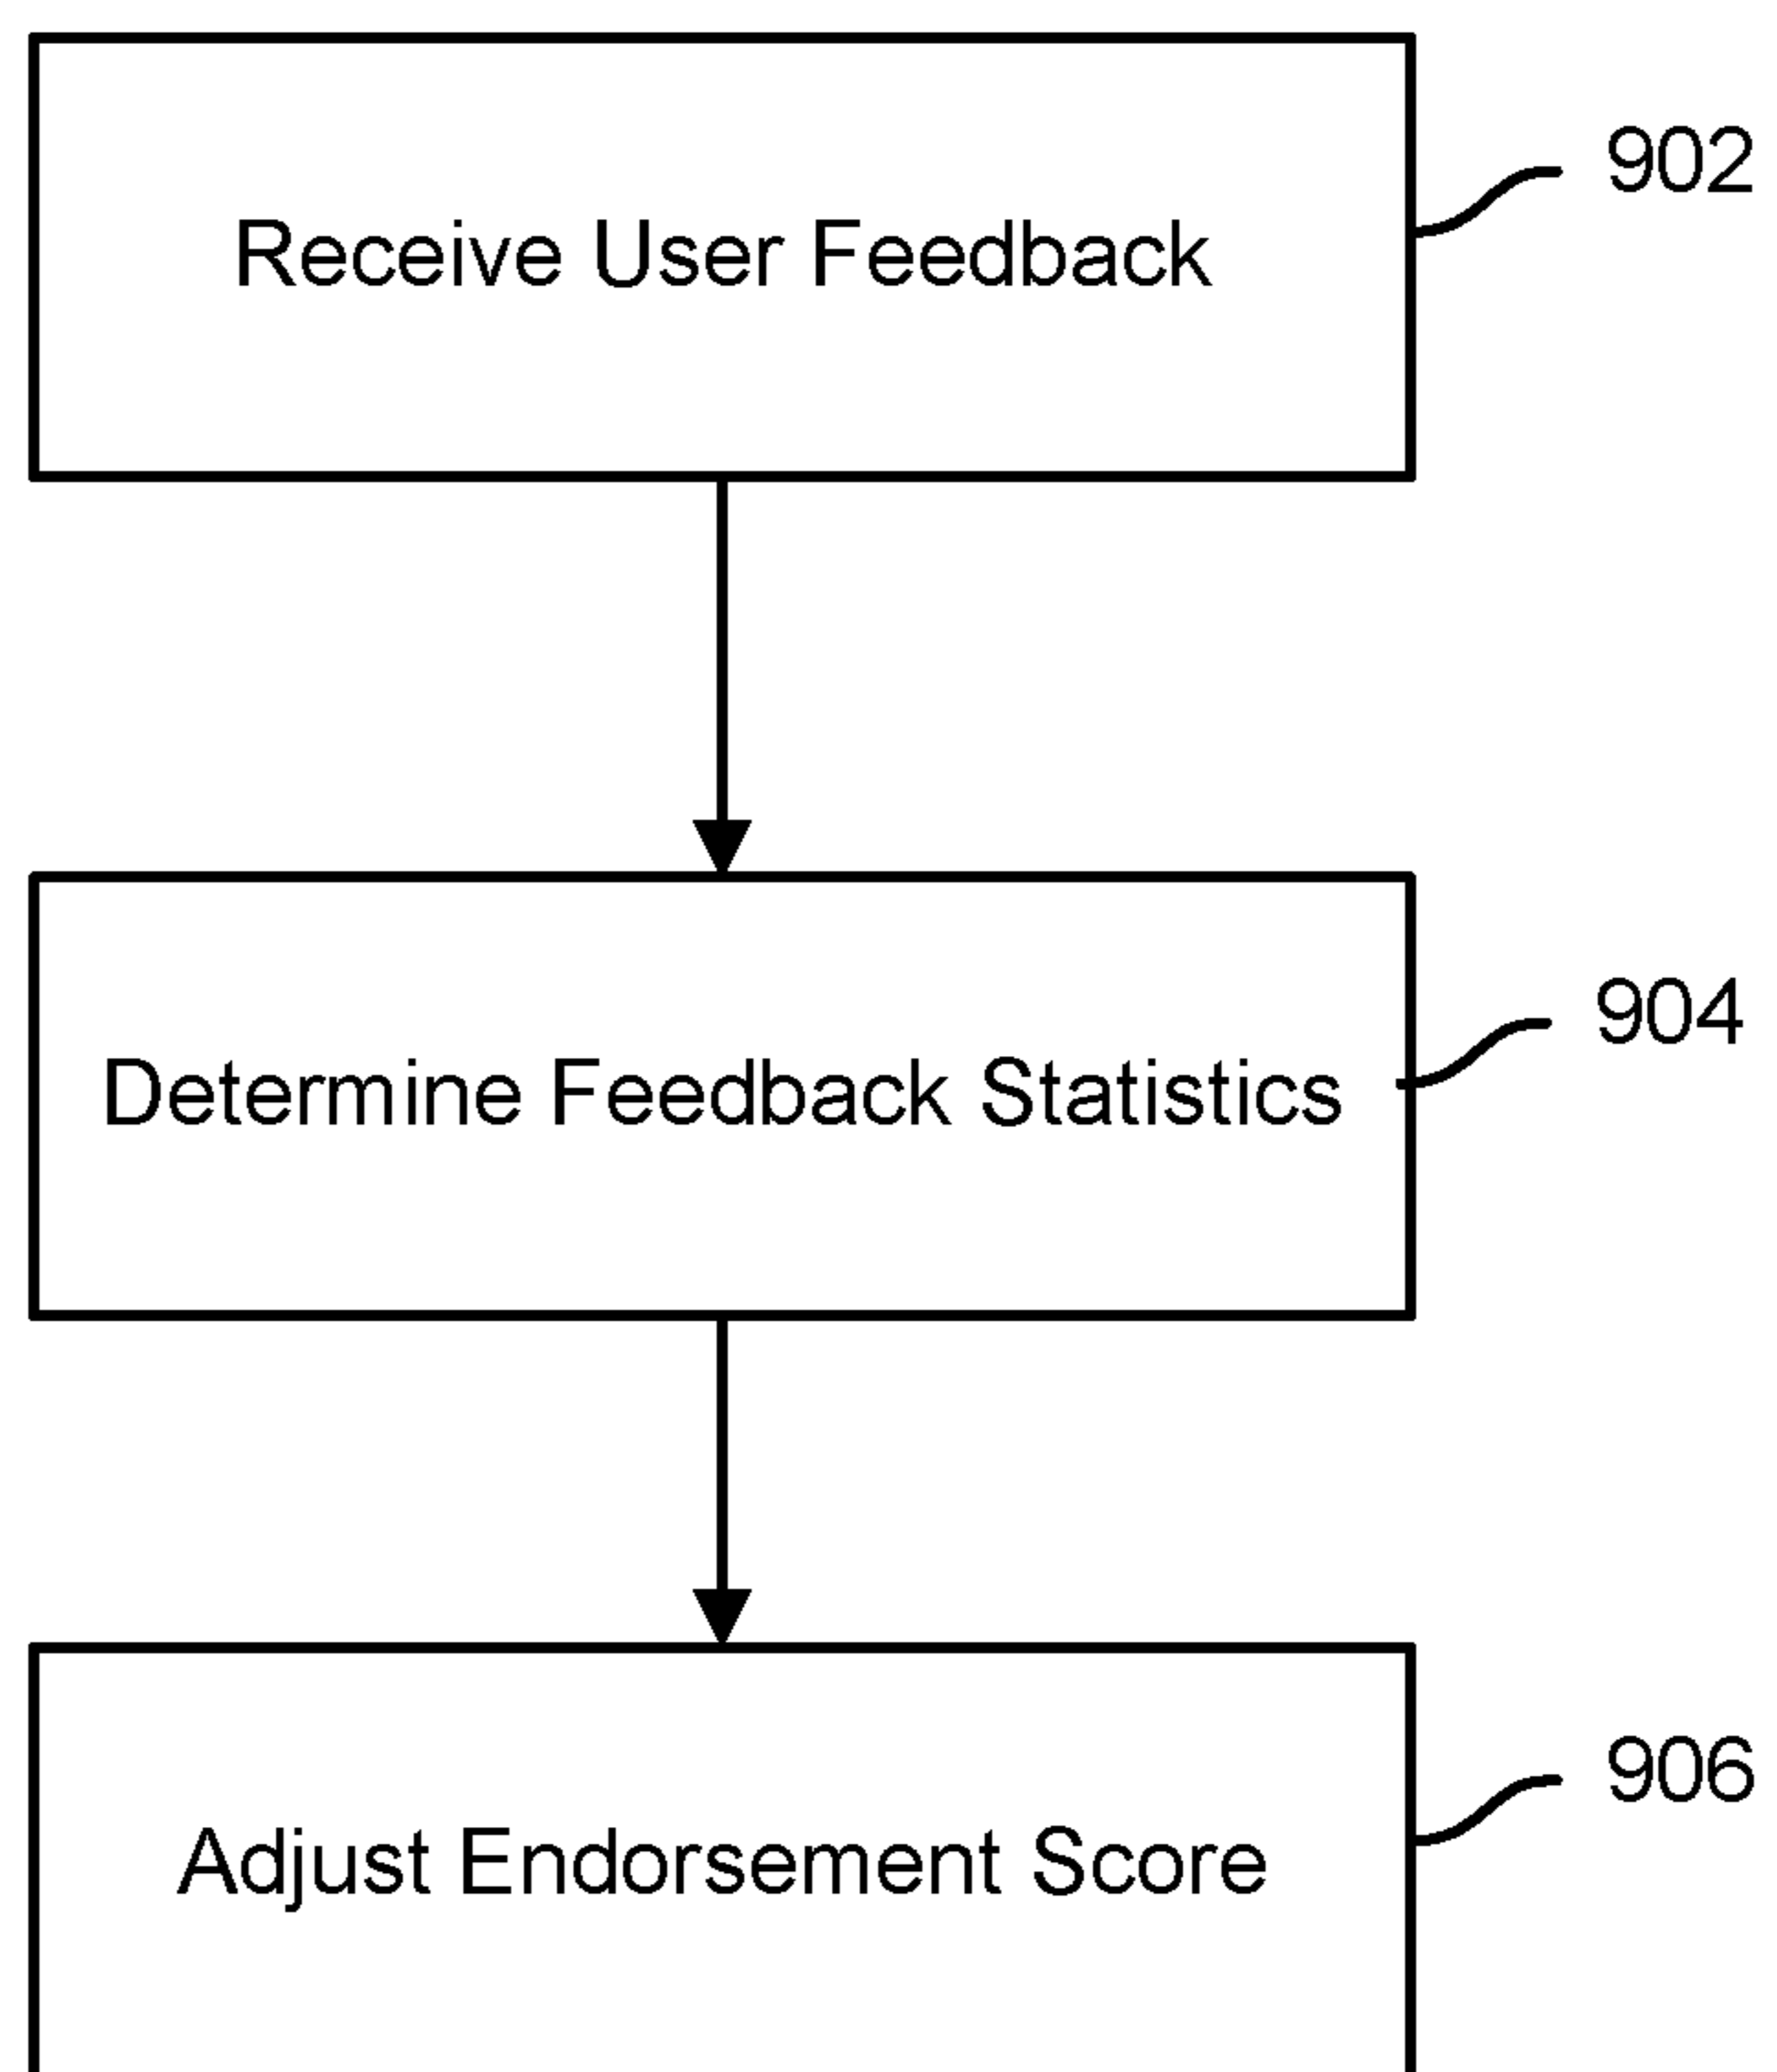 Receive User Feedback
902
Determine Feedback Statistics
904
Adjust Endorsement Score
906